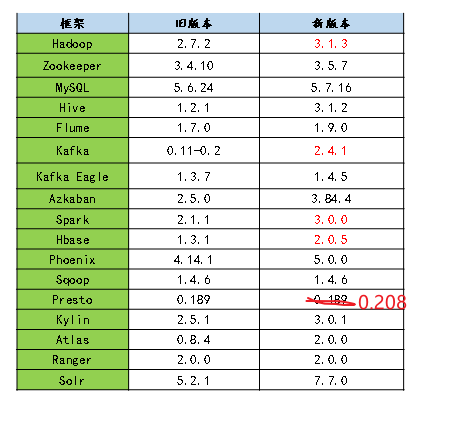 框架 旧版本 新版本
Hadoop 2.7.2 3.1.3
Zookeeper 3.4.10 3.5.7
MySQL 5.6.24 5.7.16
Hive 1.2.1 3.1.2
Flume 1.7.0 1.9.0
Kafka 0.11-0.2 2.4.1
Kafka Eagle 1.3.7 1.4.5
Azkaban 2.5.0 3.84.4
Spark 2.1.1 3.0.0
Hbase 1.3.1 2.0.5
Phoenix 4.14.1 5.0.0
Sqoop 1.4.6 1.4.6
Presto 0.189 0.189 0.208
Kylin 2.5.1 3.0.1
Atlas 0.8.4 2.0.0
Ranger 2.0.0 2.0.0
Solr 5.2.1 7.7.0